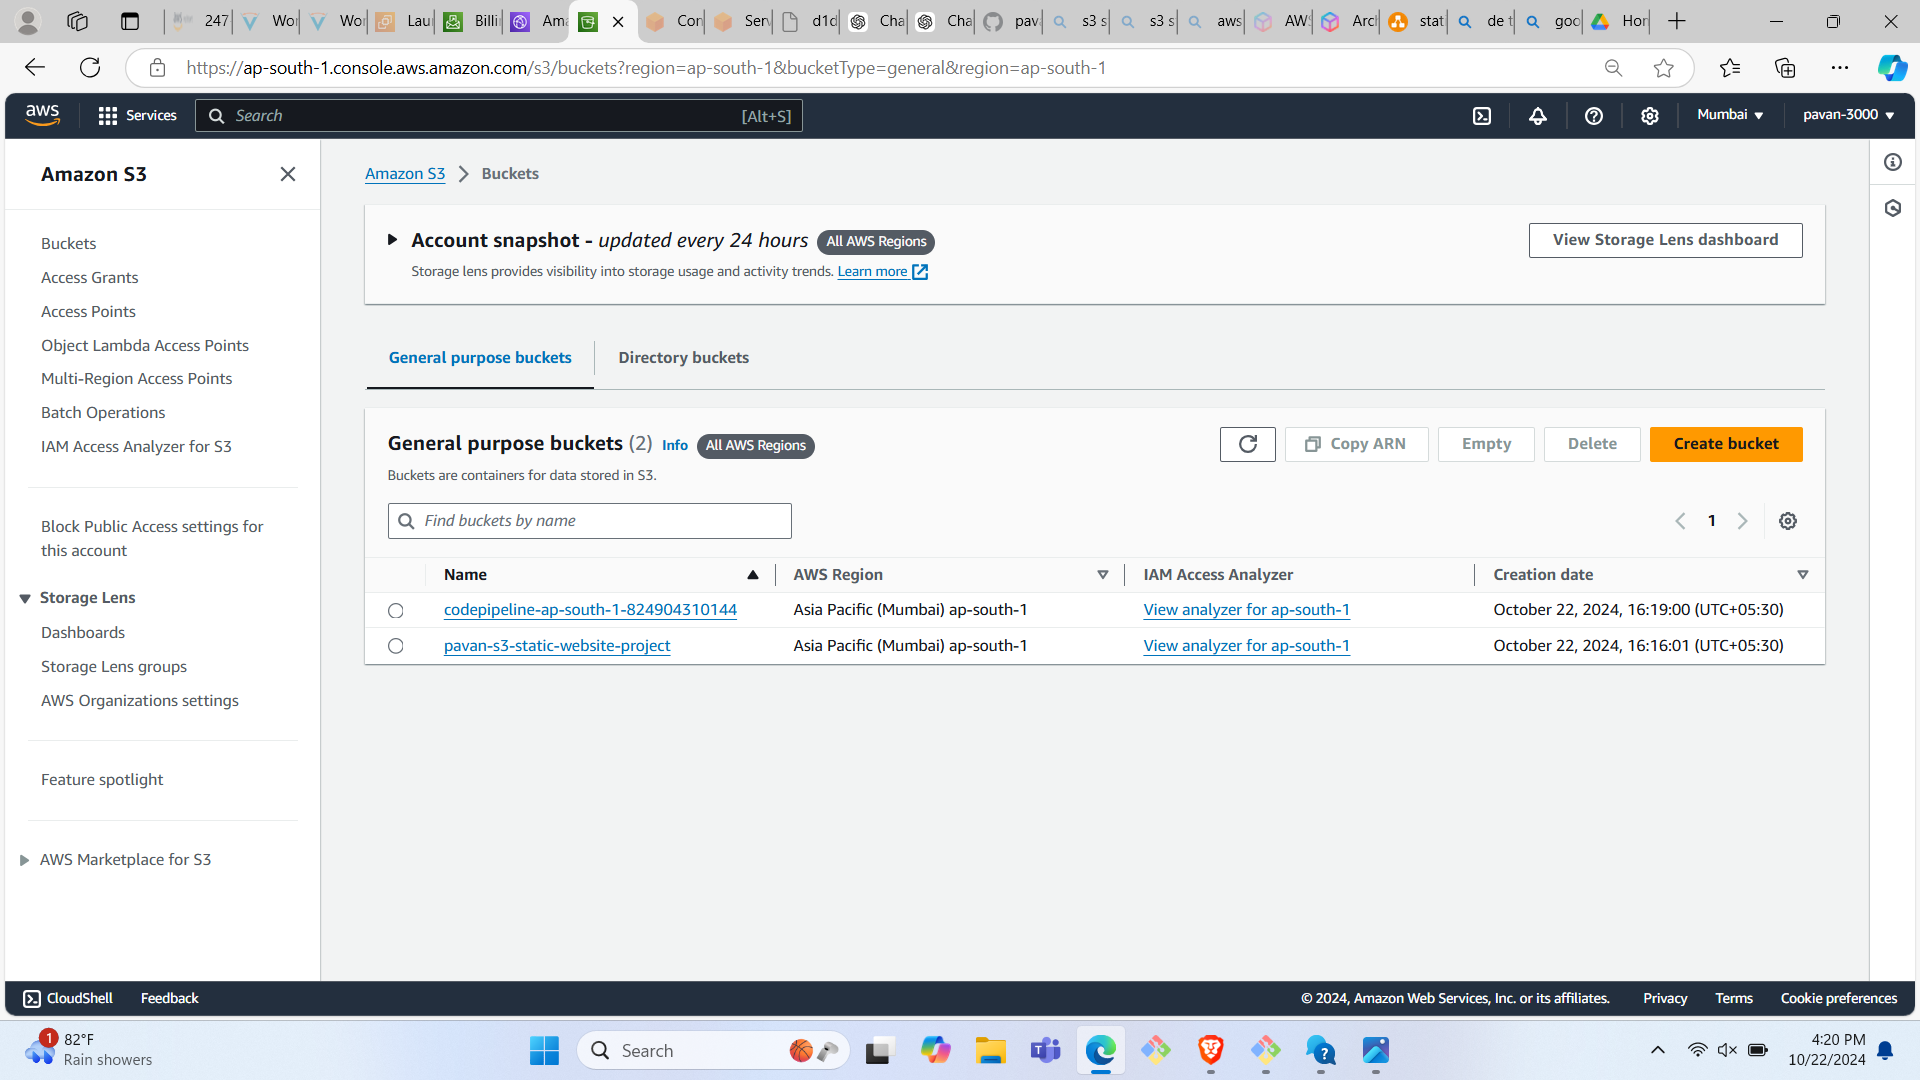 247
Wor
Wor
Lau
Billi
Ama
Con
Serv
d1d
Cha
Cha
pava
s3 s
s3 s
aws
AWS
Arch
stat
de t
goo
Hor
https://ap-south-1.console.aws.amazon.com/s3/buckets?region=ap-south-1&bucketType=general&region=ap-south-1
aws
Services
Search
[Alt+S]
Mumbai
pavan-3000
Amazon S3
Buckets
Access Grants
Access Points
Object Lambda Access Points
Multi-Region Access Points
Batch Operations
IAM Access Analyzer for S3
Block Public Access settings for
this account
Storage Lens
Dashboards
Storage Lens groups
AWS Organizations settings
Feature spotlight
AWS Marketplace for S3
Amazon S3 Buckets
Account snapshot - updated every 24 hours All AWS Regions
Storage lens provides visibility into storage usage and activity trends. Learn more
View Storage Lens dashboard
General purpose buckets
Directory buckets
General purpose buckets (2) Info All AWS Regions
Buckets are containers for data stored in S3.
Copy ARN
Empty
Delete
Create bucket
Find buckets by name
1
Name AWS Region IAM Access Analyzer Creation date
codepipeline-ap-south-1-824904310144 Asia Pacific (Mumbai) ap-south-1 View analyzer for ap-south-1 October 22, 2024, 16:19:00 (UTC+05:30)
pavan-s3-static-website-project Asia Pacific (Mumbai) ap-south-1 View analyzer for ap-south-1 October 22, 2024, 16:16:01 (UTC+05:30)
CloudShell
Feedback
© 2024, Amazon Web Services, Inc. or its affiliates.
Privacy
Terms
Cookie preferences
1
82°F
Rain showers
Search
4:20 PM
10/22/2024